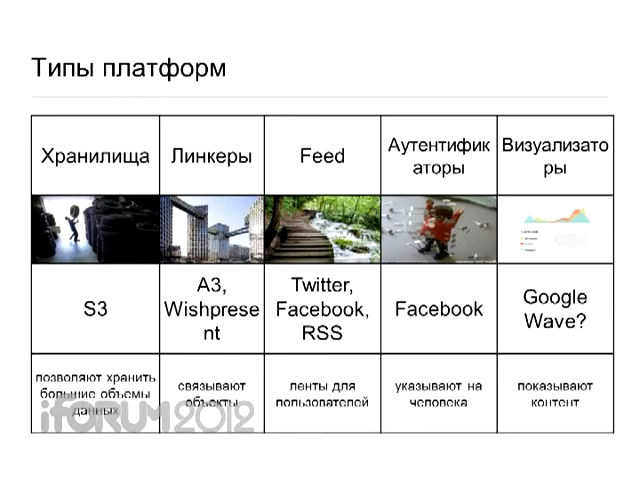 Типы платформ
Хранилища
Линкеры
Feed
Аутентифик
аторы
Визуализато
ры
S3
A3,
Wishprese
nt
Twitter,
Facebook,
RSS
Facebook
Google
Wave?
позволяют хранить
большие объемы
данных
связывают
объекты
ленты для
пользователей
указывают на
человека
показывают
контент
iFORUM2012